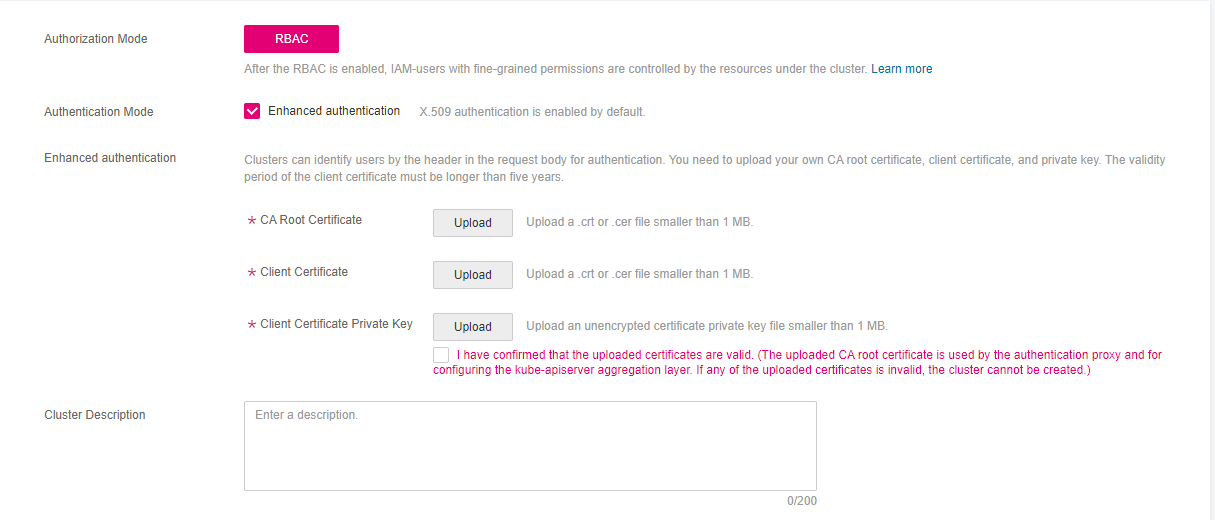 Authorization Mode
RBAC
After the RBAC is enabled, IAM-users with fine-grained permissions are controlled by the resources under the cluster. Learn more
Authentication Mode
Enhanced authentication
X.509 authentication is enabled by default.
Enhanced authentication
Clusters can identify users by the header in the request body for authentication. You need to upload your own CA root certificate, client certificate, and private key. The validity
period of the client certificate must be longer than five years.
* CA Root Certificate
Upload
Upload a .crt or .cer file smaller than 1 MB.
* Client Certificate
Upload
Upload a .crt or .cer file smaller than 1 MB.
* Client Certificate Private Key
Upload
Upload an unencrypted certificate private key file smaller than 1 MB.
I have confirmed that the uploaded certificates are valid. (The uploaded CA root certificate is used by the authentication proxy and for
configuring the kube-apiserver aggregation layer. If any of the uploaded certificates is invalid, the cluster cannot be created.)
Cluster Description
Enter a description.
0/200